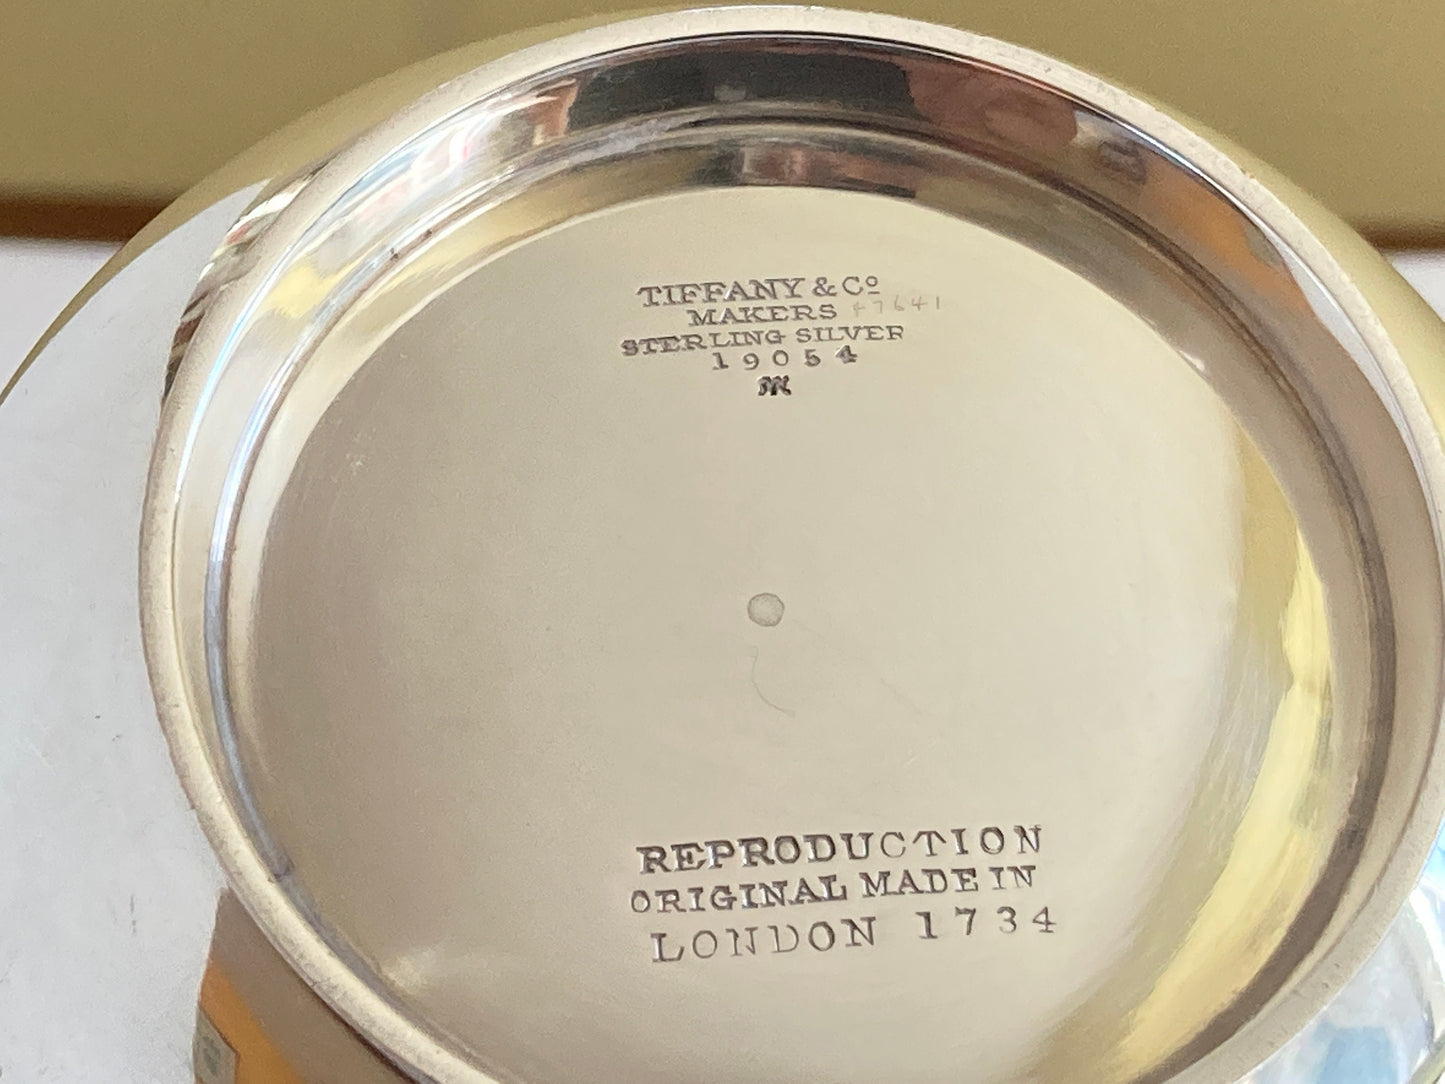 TIFFANY & Cº
MAKERS
STERLING SILVER
19054
M
REPRODUCTION
ORIGINAL MADE IN
LONDON 1734